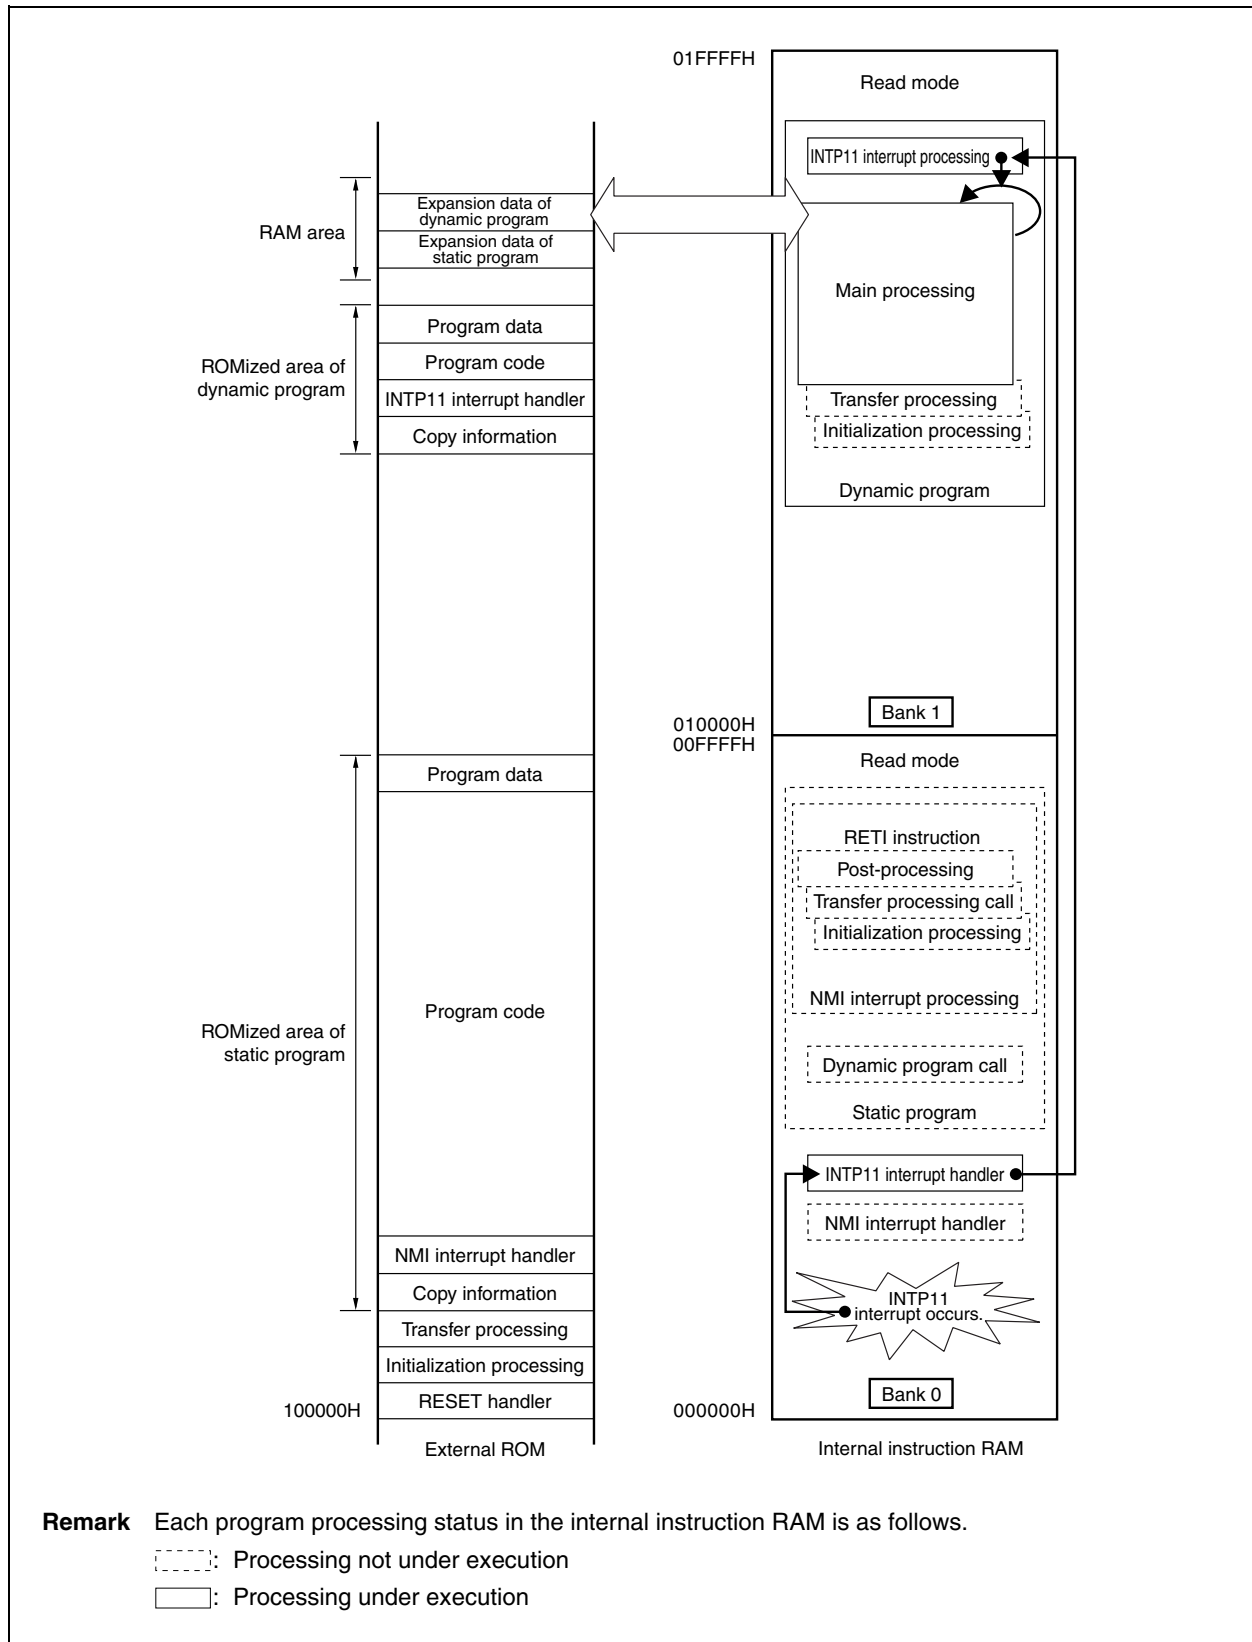 01FFFFH
Read mode
INTP11 interrupt processing
Expansion data of
dynamic program
RAM area
Expansion data of
static program
Main processing
Program data
ROMized area of
dynamic program
Program code
INTP11 interrupt handler
Transfer processing
Copy information
Initialization processing
Dynamic program
Bank 1
010000H
00FFFFH
Read mode
Program data
RETI instruction
Post-processing
Transfer processing call
Initialization processing
NMI interrupt processing
Program code
ROMized area of
static program
Dynamic program call
Static program
INTP11 interrupt handler
NMI interrupt handler
NMI interrupt handler
Copy information
INTP11
interrupt occurs.
Transfer processing
Initialization processing
RESET handler
Bank 0
100000H
000000H
External ROM
Internal instruction RAM
Remark Each program processing status in the internal instruction RAM is as follows.
: Processing not under execution
: Processing under execution